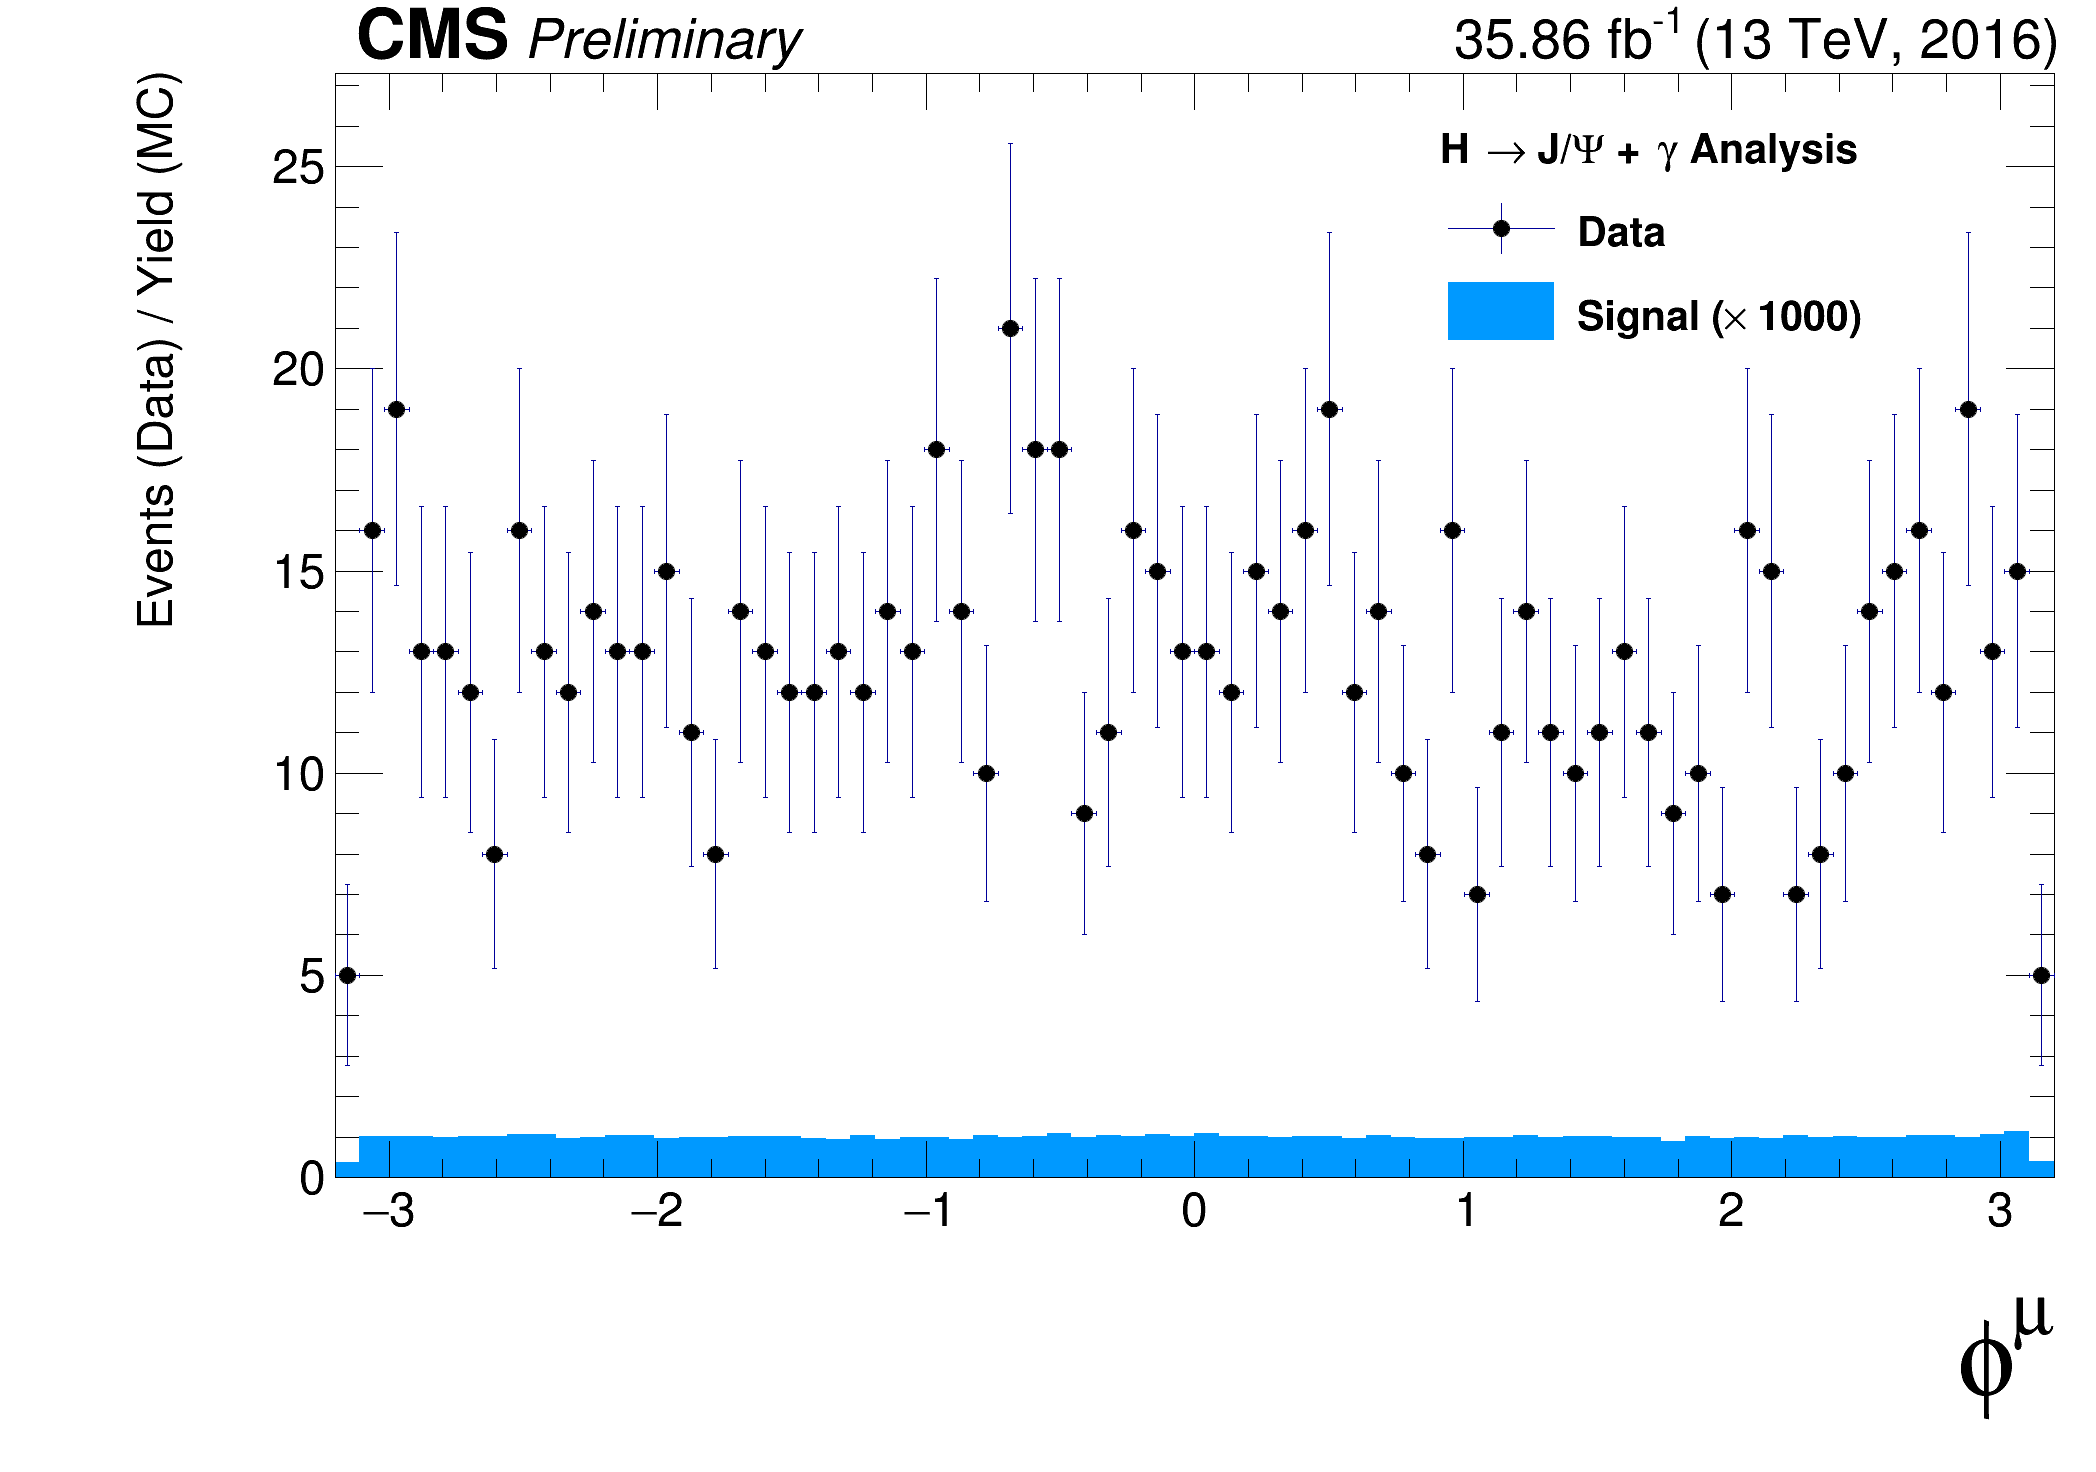 CMS Preliminary
35.86 fb⁻¹ (13 TeV, 2016)
Events (Data) / Yield (MC)
H → J/Ψ + γ Analysis
Data
Signal (× 1000)
25
20
15
10
5
0
−3 −2 −1 0 1 2 3
ϕ^μ